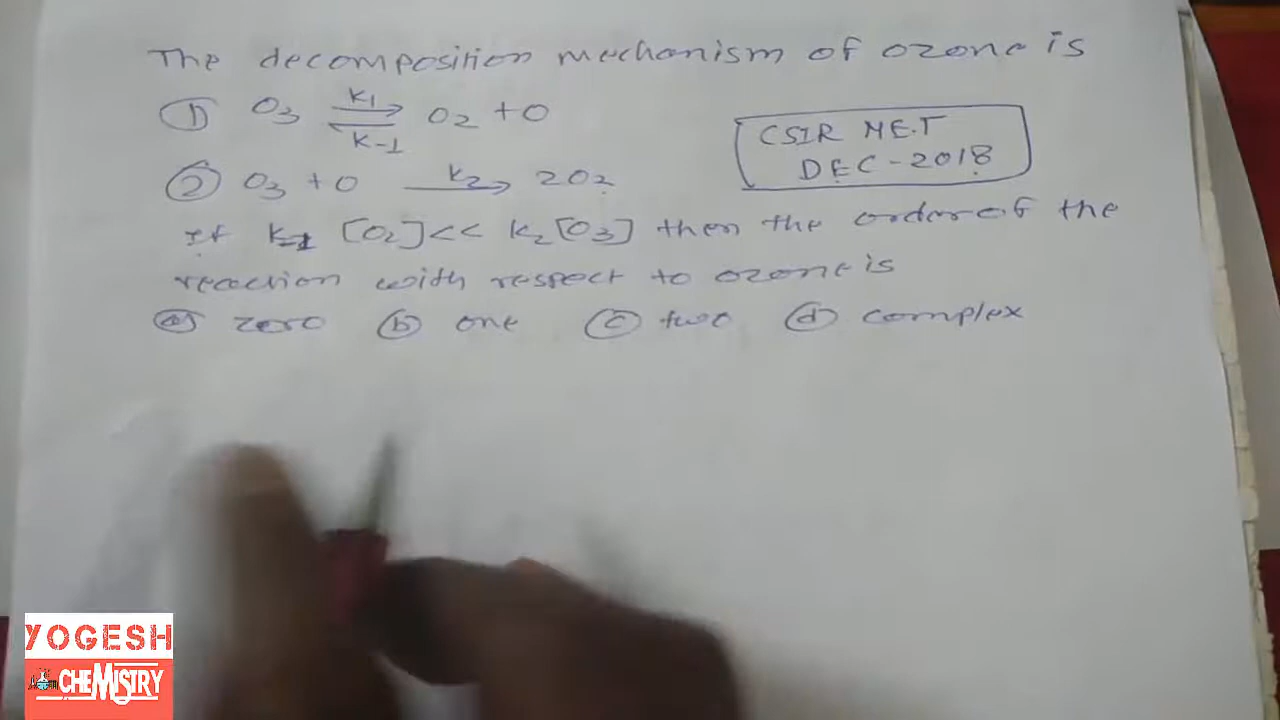 The decomposition mechanism of ozone is
① O3 ⇌ O2 + O k1 k-1
② O3 + O → 2O2 k2
If k-1 [O2] << k2 [O3] then the order of the
reaction with respect to ozone is
ⓐ zero ⓑ one ⓒ two ⓓ complex
CSIR NE.T
DEC-2018
YOGESH
CHEMISTRY